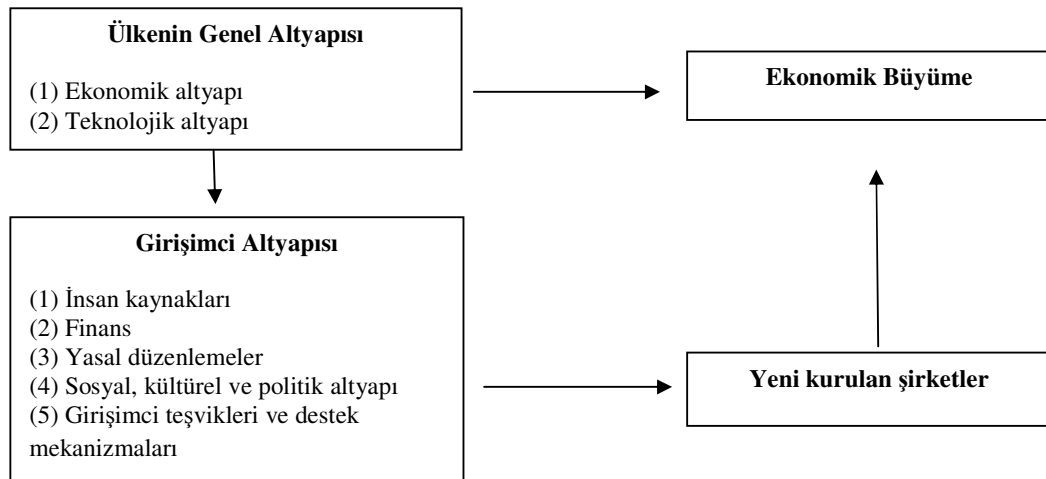 Ülkenin Genel Altyapısı
(1) Ekonomik altyapı
(2) Teknolojik altyapı
Ekonomik Büyüme
Girişimci Altyapısı
(1) İnsan kaynakları
(2) Finans
(3) Yasal düzenlemeler
(4) Sosyal, kültürel ve politik altyapı
(5) Girişimci teşvikleri ve destek
mekanizmaları
Yeni kurulan şirketler